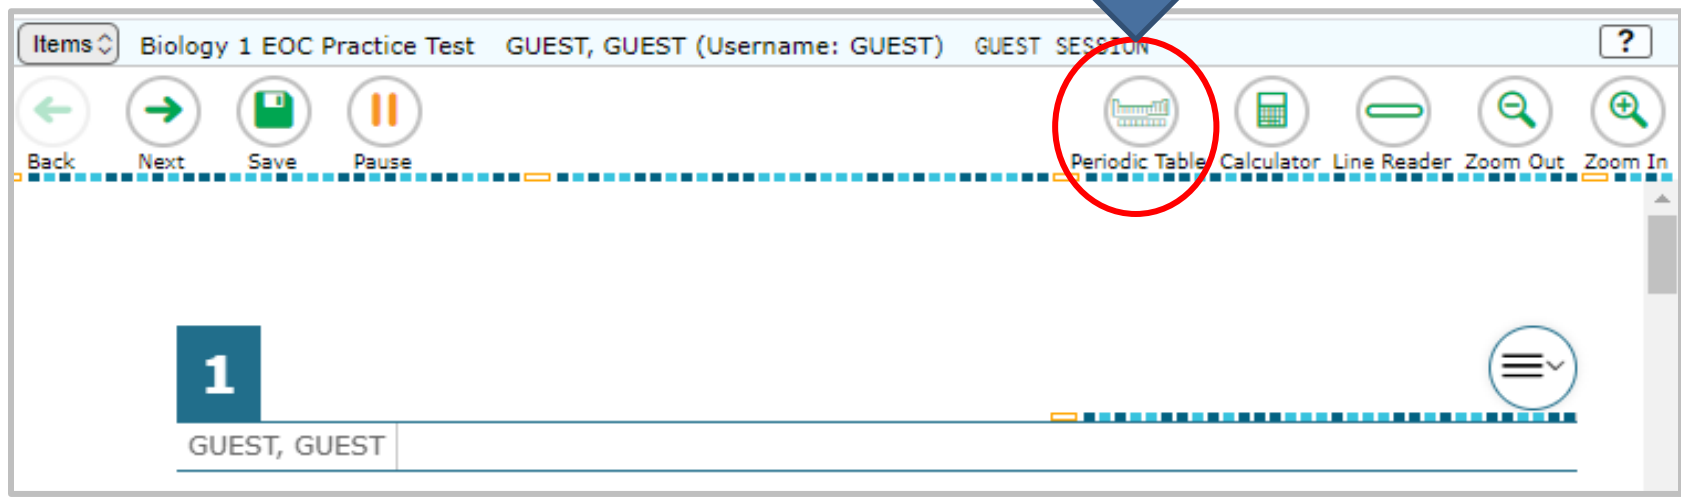 Items Biology 1 EOC Practice Test GUEST, GUEST (Username: GUEST) GUEST SESSION ?
Back Next Save Pause Periodic Table Calculator Line Reader Zoom Out Zoom In
1
GUEST, GUEST